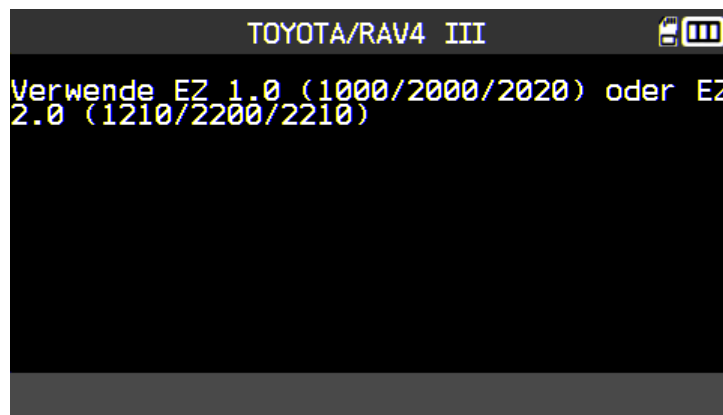 TOYOTA/RAV4 III
Verwende EZ 1.0 (1000/2000/2020) oder EZ
2.0 (1210/2200/2210)